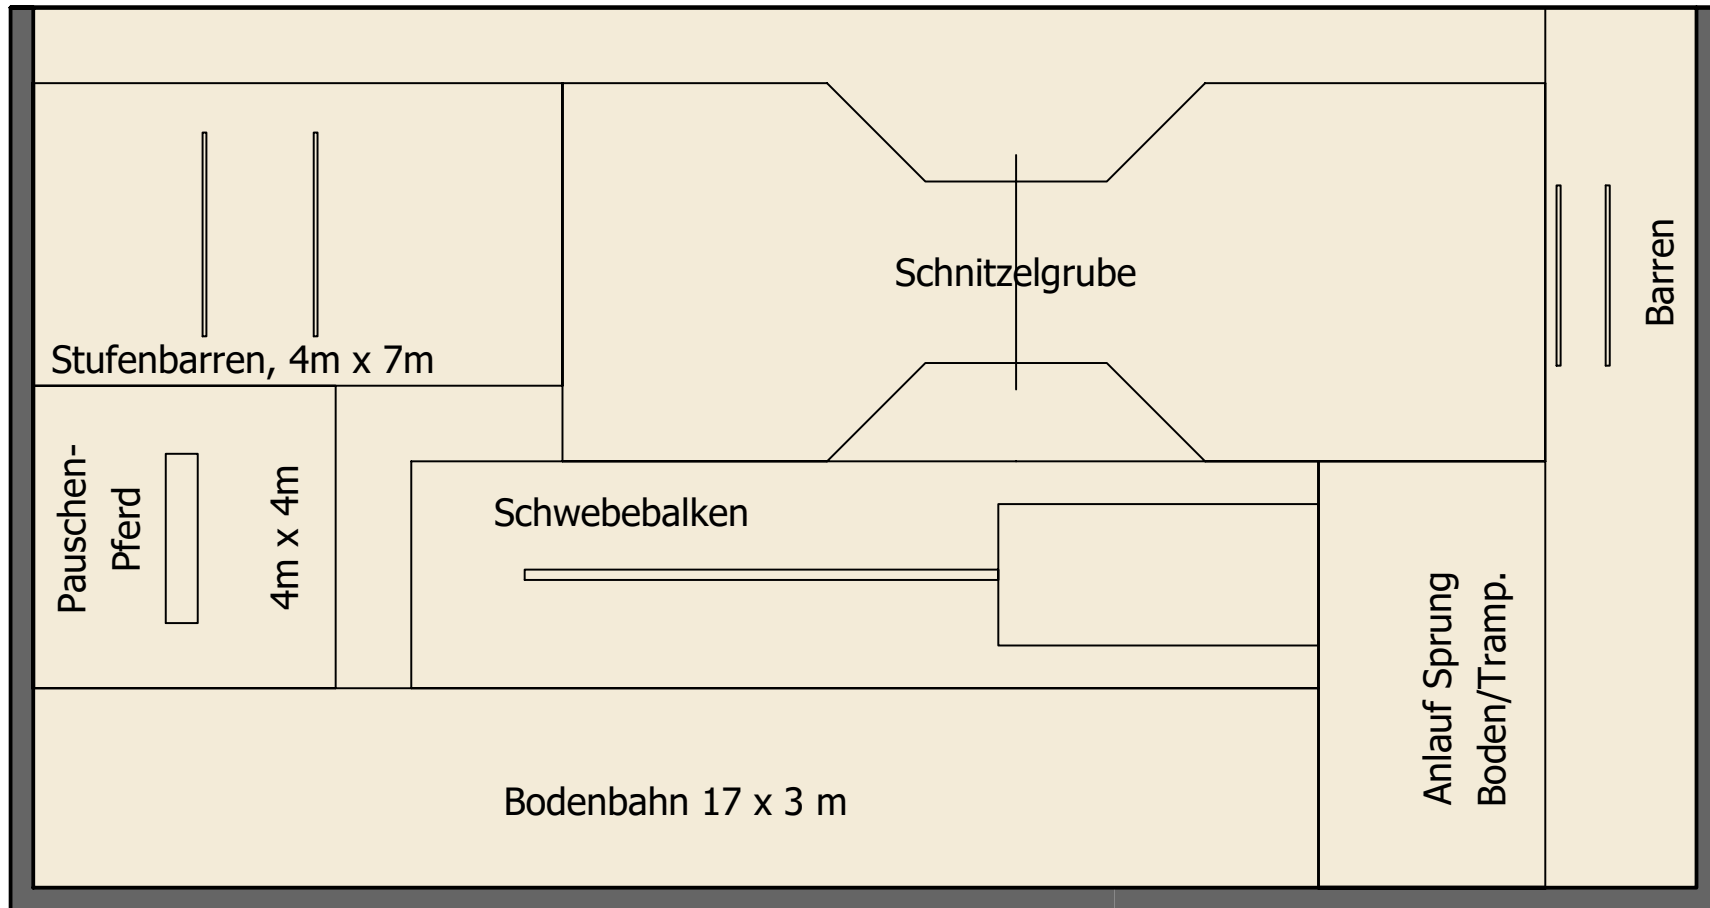 Schnitzelgrube
Barren
Stufenbarren, 4m x 7m
Pauschen-
Pferd
4m x 4m
Schwebebalken
Anlauf Sprung
Boden/Tramp.
Bodenbahn 17 x 3 m